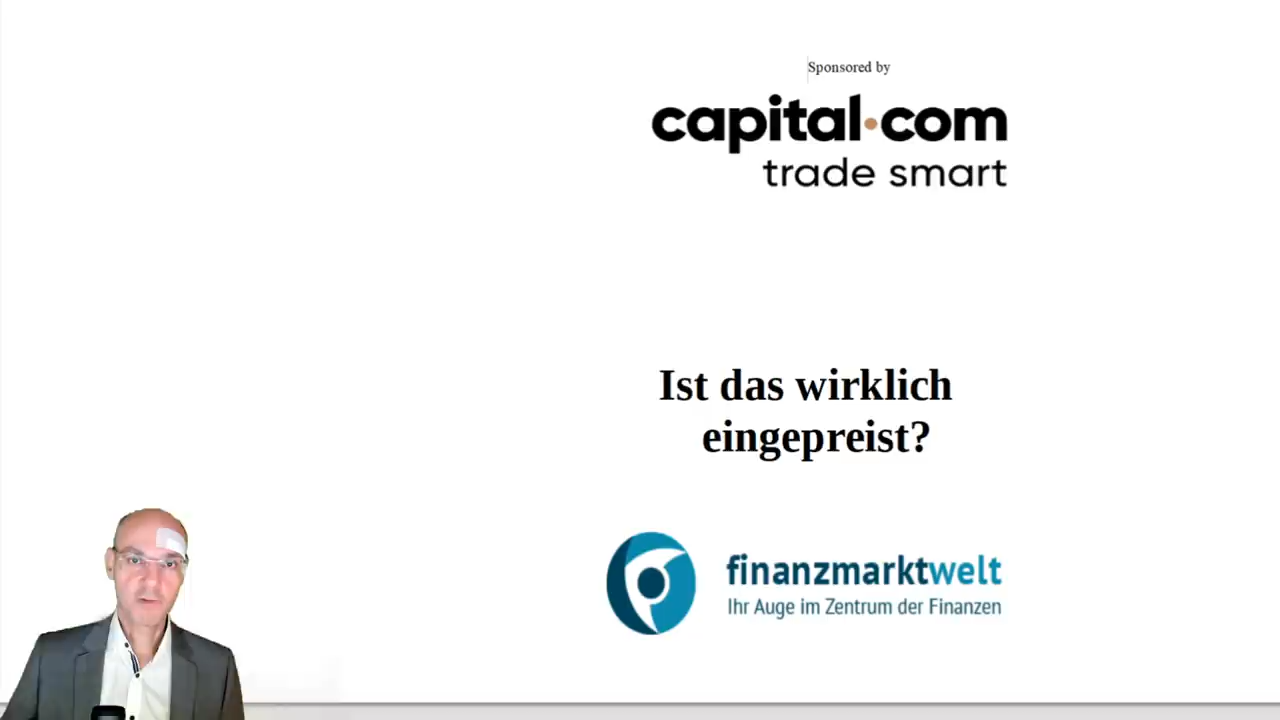 Sponsored by
capital.com
trade smart
Ist das wirklich
eingepreist?
finanzmarktwelt
Ihr Auge im Zentrum der Finanzen